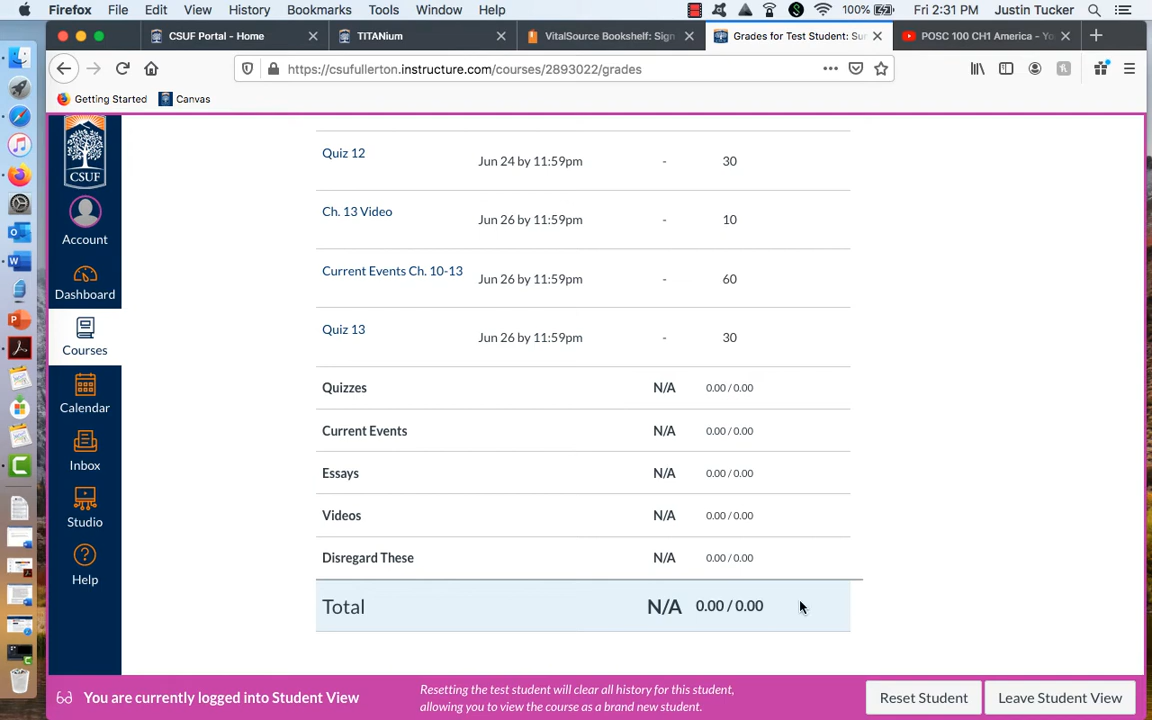 Firefox File Edit View History Bookmarks Tools Window Help 100% Fri 2:31 PM Justin Tucker
CSUF Portal - Home TITANium VitalSource Bookshelf: Sign Grades for Test Student: Sur POSC 100 CH1 America - Yo
https://csufullerton.instructure.com/courses/2893022/grades
Getting Started Canvas
CSUF
Account
Dashboard
Courses
Calendar
Inbox
Studio
Help
Quiz 12 Jun 24 by 11:59pm - 30
Ch. 13 Video Jun 26 by 11:59pm - 10
Current Events Ch. 10-13 Jun 26 by 11:59pm - 60
Quiz 13 Jun 26 by 11:59pm - 30
Quizzes N/A 0.00 / 0.00
Current Events N/A 0.00 / 0.00
Essays N/A 0.00 / 0.00
Videos N/A 0.00 / 0.00
Disregard These N/A 0.00 / 0.00
Total N/A 0.00 / 0.00
You are currently logged into Student View
Resetting the test student will clear all history for this student,
allowing you to view the course as a brand new student.
Reset Student Leave Student View